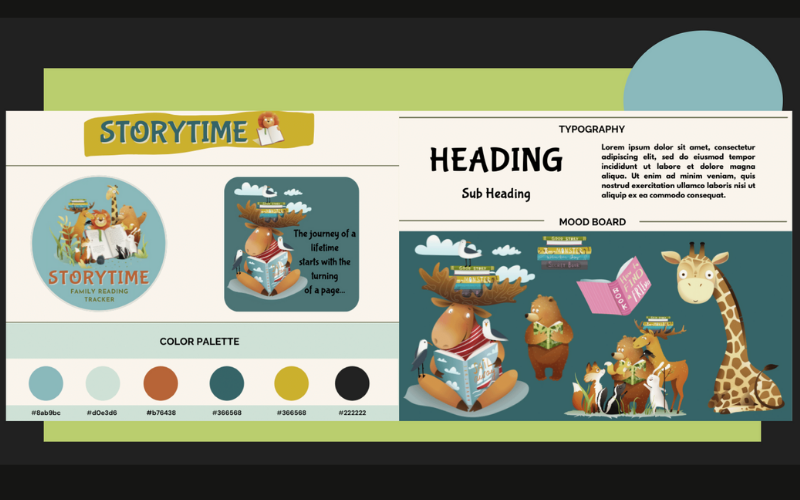 STORYTIME
STORYTIME
FAMILY READING
TRACKER
The journey of a
lifetime
starts with the
turning
of a page...
COLOR PALETTE
#8ab9bc
#d0e3d6
#b76438
#366568
#366568
#222222
TYPOGRAPHY
HEADING
Sub Heading
Lorem ipsum dolor sit amet, consectetur
adipiscing elit, sed do eiusmod tempor
incididunt ut labore et dolore magna
aliqua. Ut enim ad minim veniam, quis
nostrud exercitation ullamco laboris nisi ut
aliquip ex ea commodo consequat.
MOOD BOARD